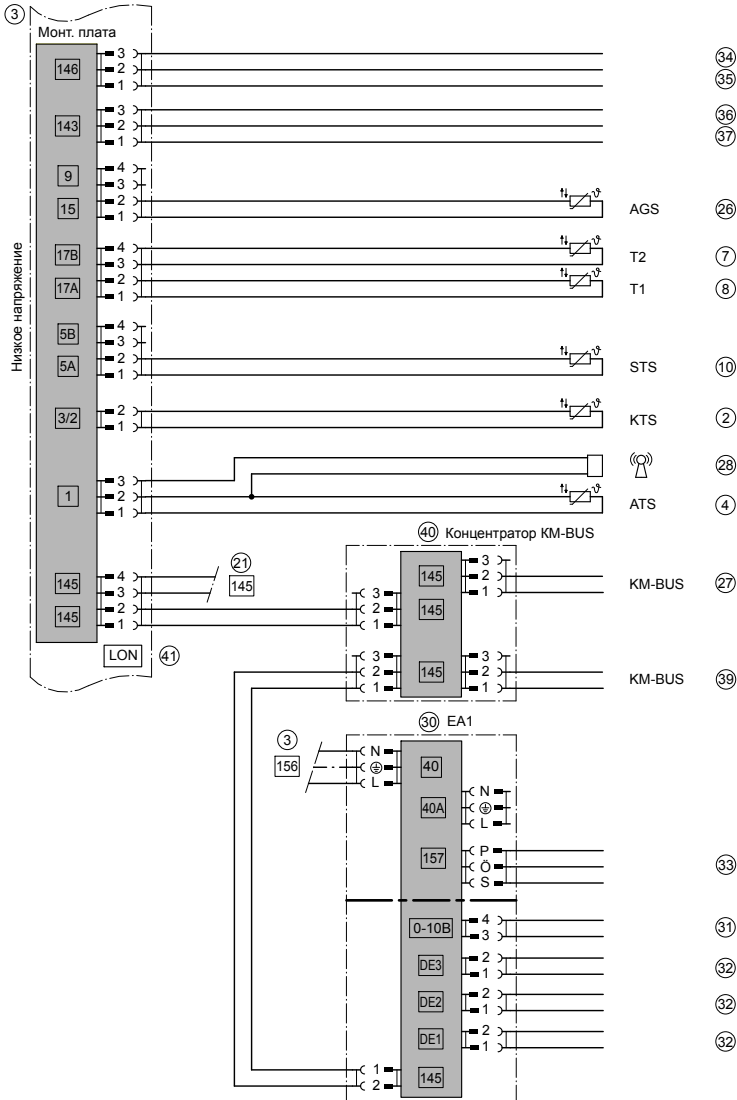 3
Монт. плата
Низкое напряжение
146
3
2
1
34
35
143
3
2
1
36
37
9
4
3
15
2
1
AGS 26
17B
4
3
T2 7
17A
2
1
T1 8
5B
4
3
5A
2
1
STS 10
3/2
2
1
KTS 2
28
1
3
2
1
ATS 4
40 Концентратор KM-BUS
145
4
3
21
145
145
2
1
LON 41
145
3
2
1
KM-BUS 27
145
3
2
1
145
3
2
1
3
2
1
KM-BUS 39
30 EA1
3
156
N
L
40
40A
N
L
157
P
Ö
S
33
0-10В
4
3
31
DE3
2
1
32
DE2
2
1
32
DE1
2
1
32
1
2
145